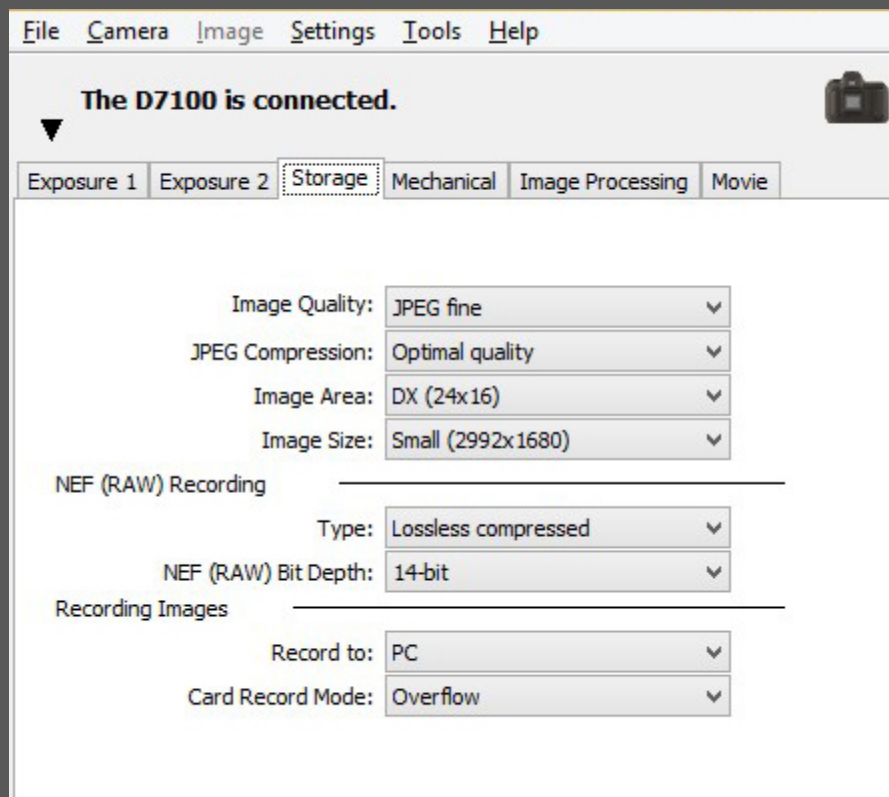 File Camera Image Settings Tools Help
The D7100 is connected.
Exposure 1 Exposure 2 Storage Mechanical Image Processing Movie
Image Quality: JPEG fine
JPEG Compression: Optimal quality
Image Area: DX (24x16)
Image Size: Small (2992x1680)
NEF (RAW) Recording
Type: Lossless compressed
NEF (RAW) Bit Depth: 14-bit
Recording Images
Record to: PC
Card Record Mode: Overflow